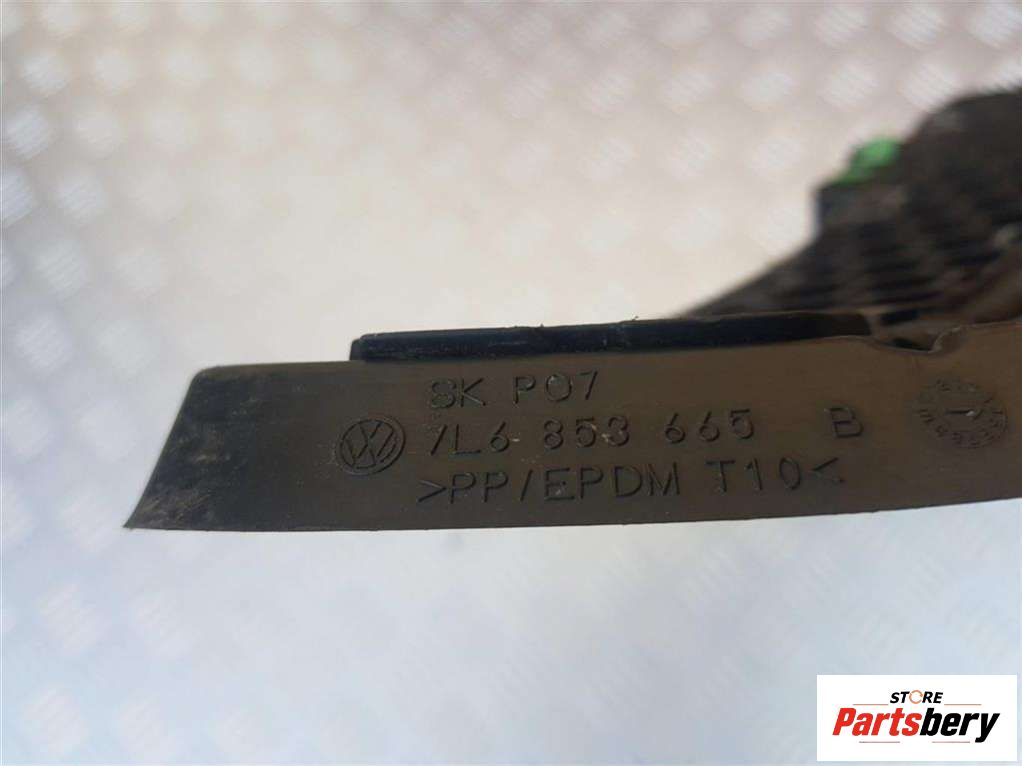 SK P07
7L6 853 665 B
>PP/EPDM T10<
STORE
Partsbery